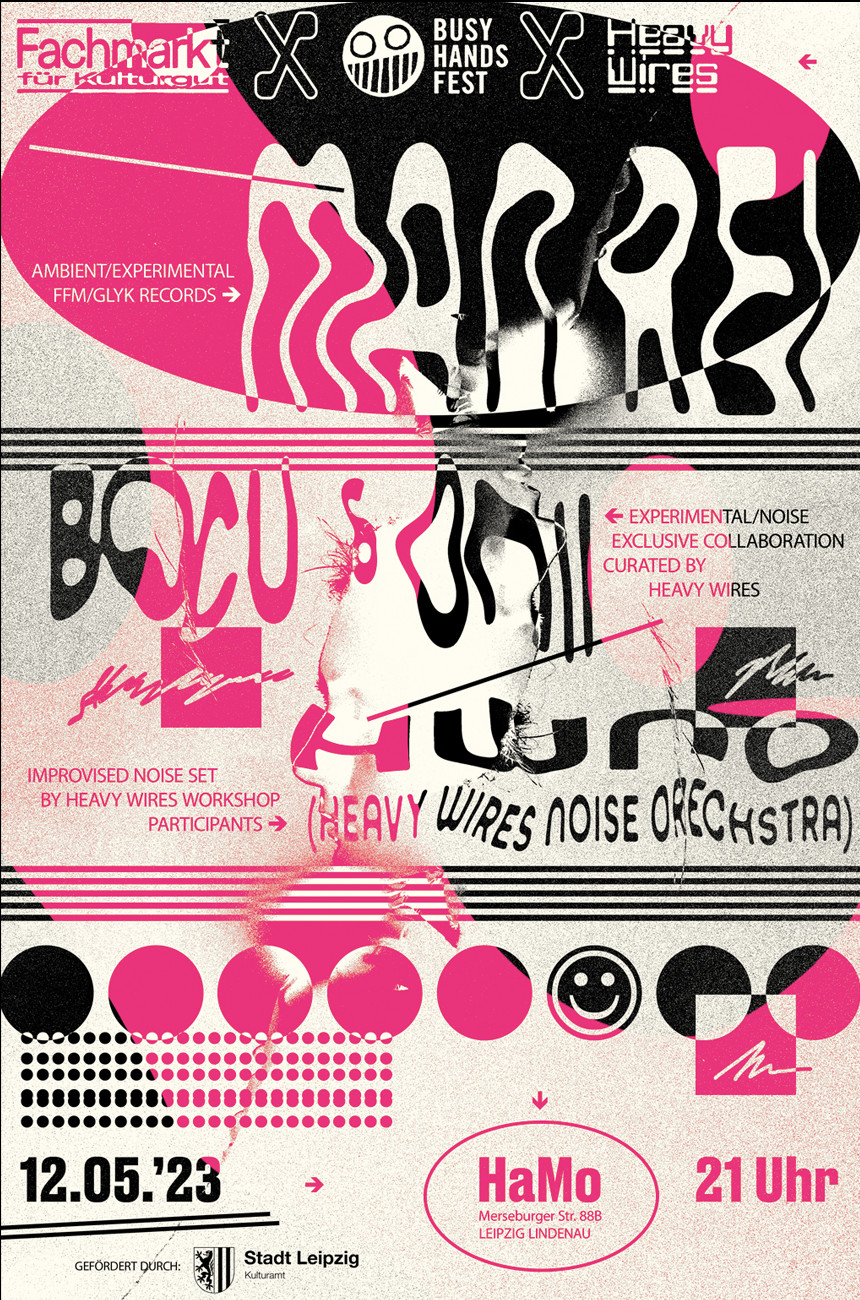 Fachmarkt
für Kulturgut
BUSY
HANDS
FEST
Heavy
Wires
AMBIENT/EXPERIMENTAL
FFM/GLYK RECORDS
EXPERIMENTAL/NOISE
EXCLUSIVE COLLABORATION
CURATED BY
HEAVY WIRES
HWNO
IMPROVISED NOISE SET
BY HEAVY WIRES WORKSHOP
PARTICIPANTS
(HEAVY WIRES NOISE ORECHSTRA)
12.05.’23
HaMo
Merseburger Str. 88B
LEIPZIG LINDENAU
21 Uhr
GEFÖRDERT DURCH:
Stadt Leipzig
Kulturamt